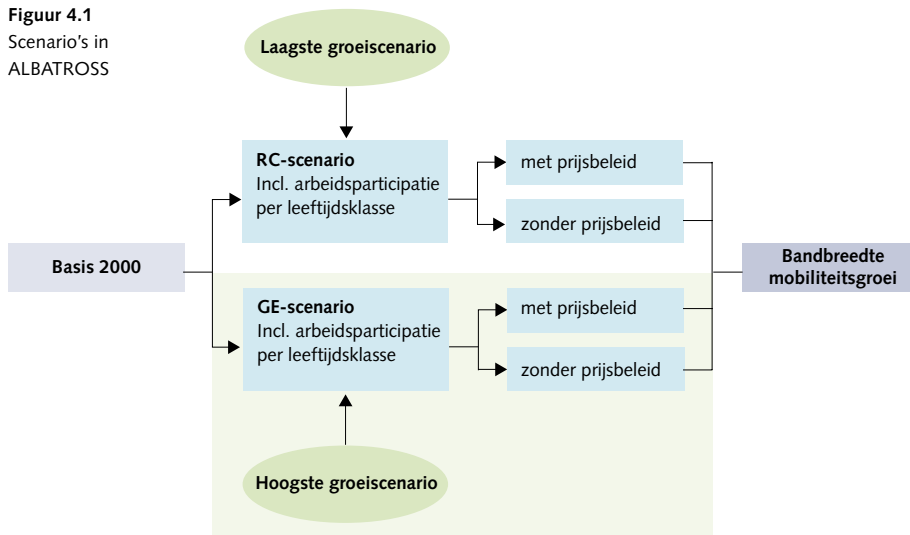 Figuur 4.1
Scenario's in
ALBATROSS
Laagste groeiscenario
RC-scenario
Incl. arbeidsparticipatie
per leeftijdsklasse
met prijsbeleid
zonder prijsbeleid
Basis 2000
Bandbreedte
mobiliteitsgroei
GE-scenario
Incl. arbeidsparticipatie
per leeftijdsklasse
met prijsbeleid
zonder prijsbeleid
Hoogste groeiscenario